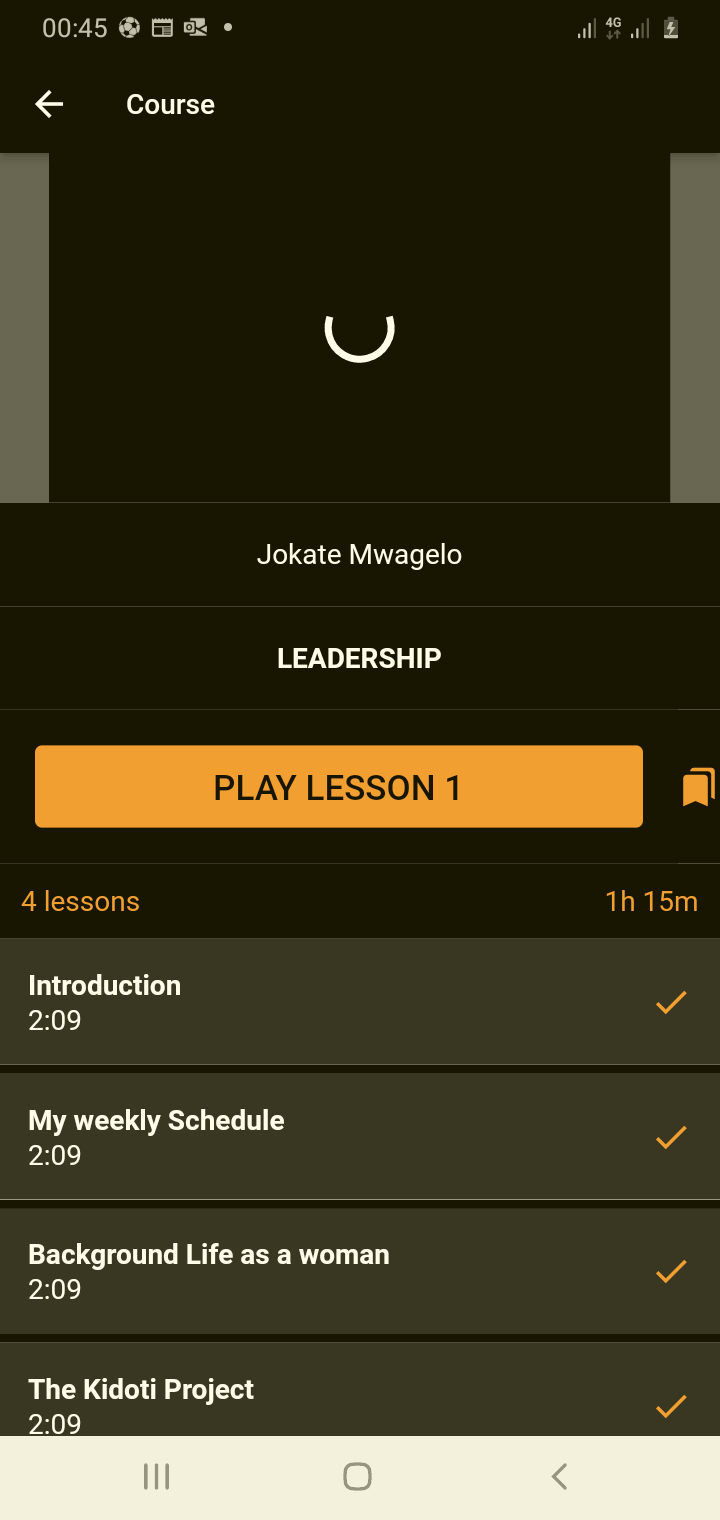 00:45
4G
Course
Jokate Mwagelo
LEADERSHIP
PLAY LESSON 1
4 lessons
1h 15m
Introduction
2:09
My weekly Schedule
2:09
Background Life as a woman
2:09
The Kidoti Project
2:09